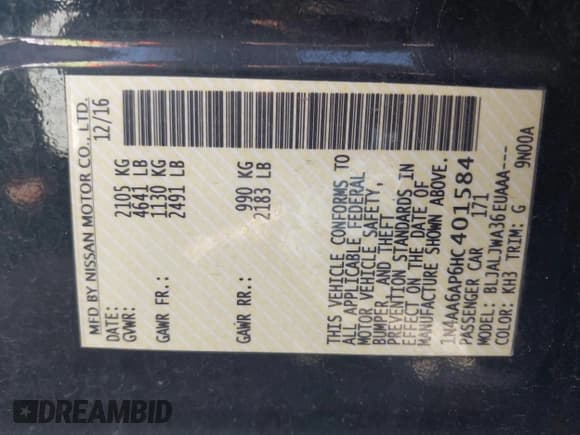 MFD BY NISSAN MOTOR CO., LTD.
DATE: 12/16
GVWR: 2105 KG
4641 LB
GAWR FR.: 1130 KG
2491 LB
GAWR RR.: 990 KG
2183 LB
THIS VEHICLE CONFORMS TO
ALL APPLICABLE FEDERAL
MOTOR VEHICLE SAFETY,
BUMPER, AND THEFT
PREVENTION STANDARDS IN
EFFECT ON THE DATE OF
MANUFACTURE SHOWN ABOVE.
1N4AA6AP6HC401584
PASSENGER CAR 171
MODEL: BLJALJWA36EUAAA---
COLOR: KH3 TRIM: G 9N00A
DREAMBID